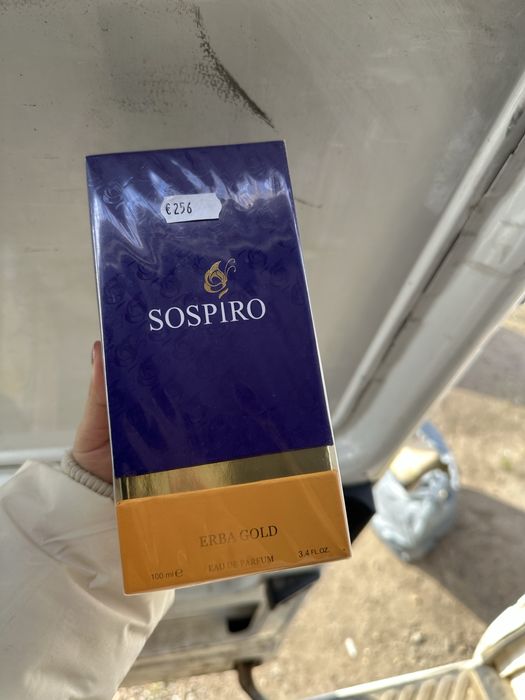 €256
SOSPIRO
ERBA GOLD
EAU DE PARFUM
100 ml e 3.4 FL.OZ.